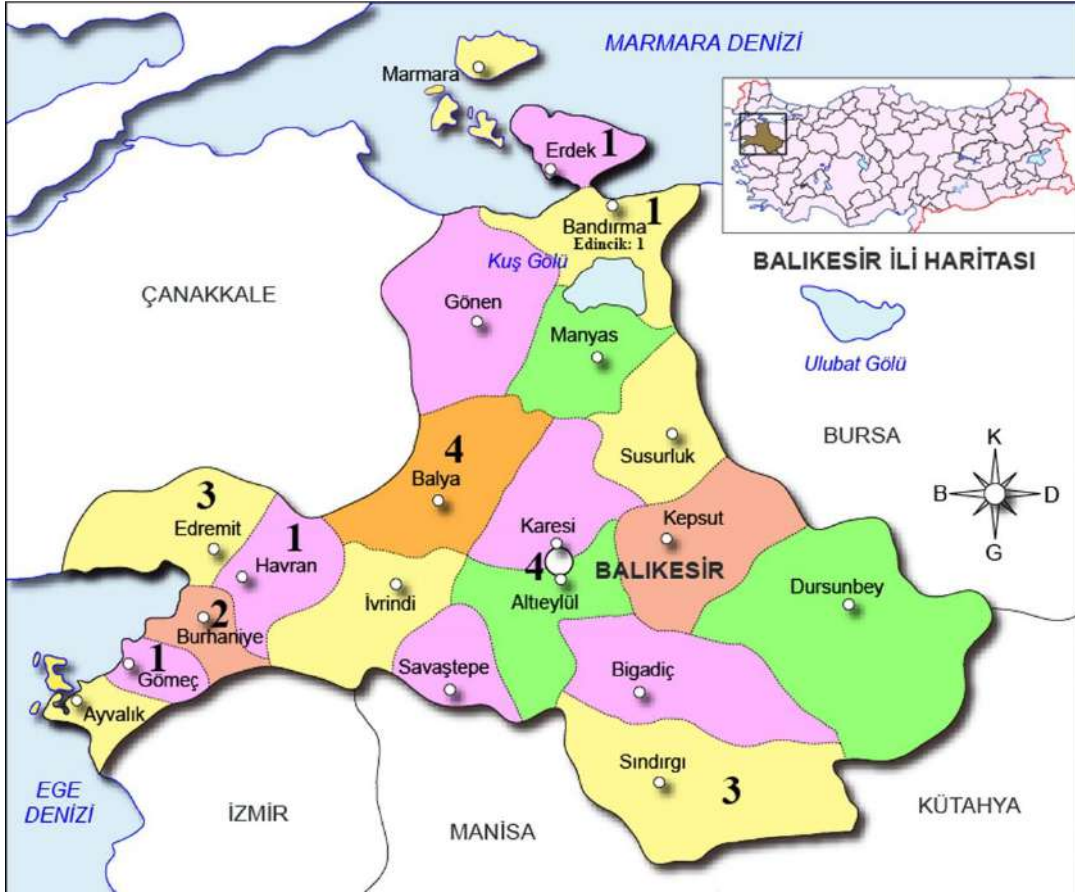 MARMARA DENİZİ
Marmara
Erdek 1
1
Bandırma
Edincik: 1
Kuş Gölü
BALIKESİR İLİ HARİTASI
ÇANAKKALE
Gönen
Manyas
Ulubat Gölü
BURSA
Susurluk
4
Balya
K
B D
G
3
Edremit
1
Havran
Karesi
Kepsut
4
BALIKESİR
Altıeylül
İvrindi
Dursunbey
2
Burhaniye
1
Gömeç
Savaştepe
Bigadiç
Ayvalık
Sındırgı
3
EGE
DENİZİ
İZMİR
MANİSA
KÜTAHYA